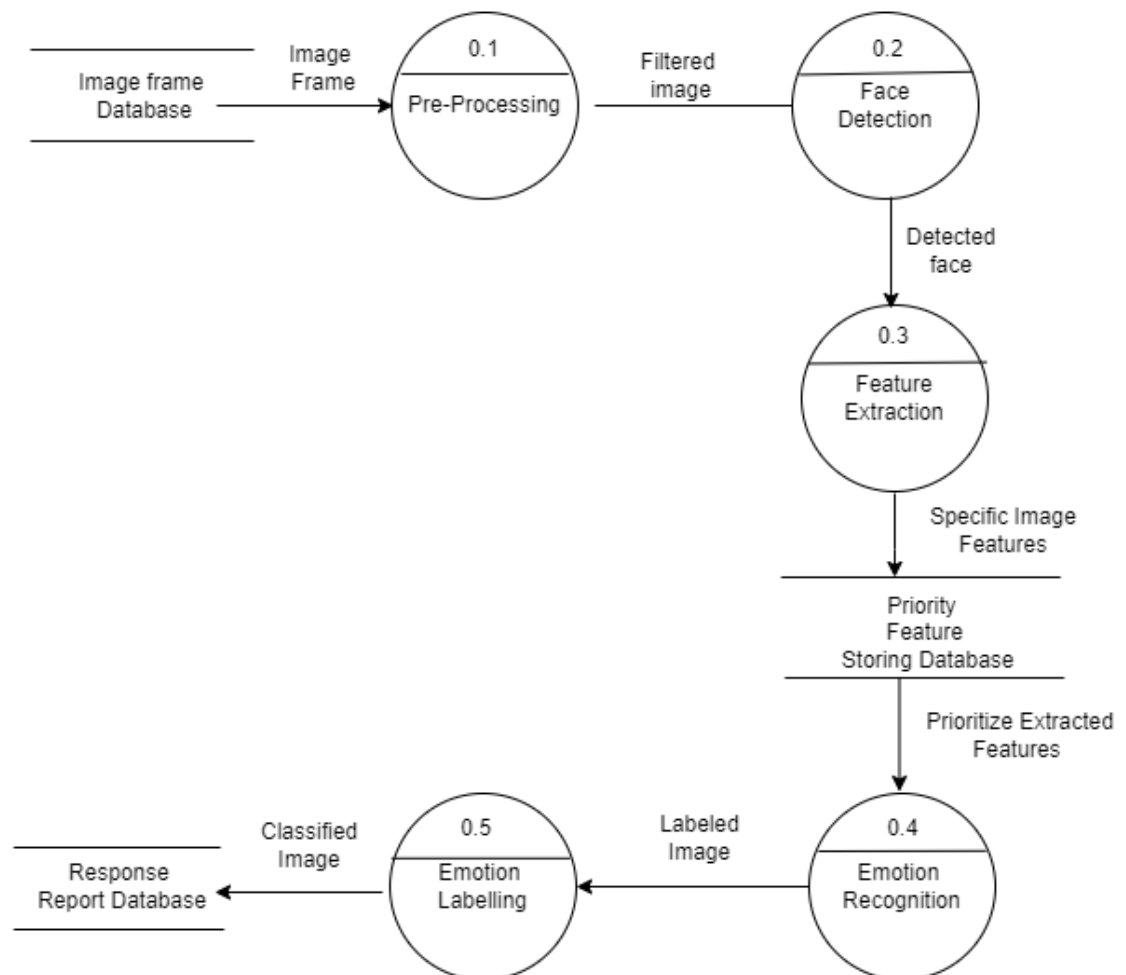 Image frame
Database
Image
Frame
0.1
Pre-Processing
Filtered
image
0.2
Face
Detection
Detected
face
0.3
Feature
Extraction
Specific Image
Features
Priority
Feature
Storing Database
Prioritize Extracted
Features
0.4
Emotion
Recognition
Labeled
Image
0.5
Emotion
Labelling
Classified
Image
Response
Report Database